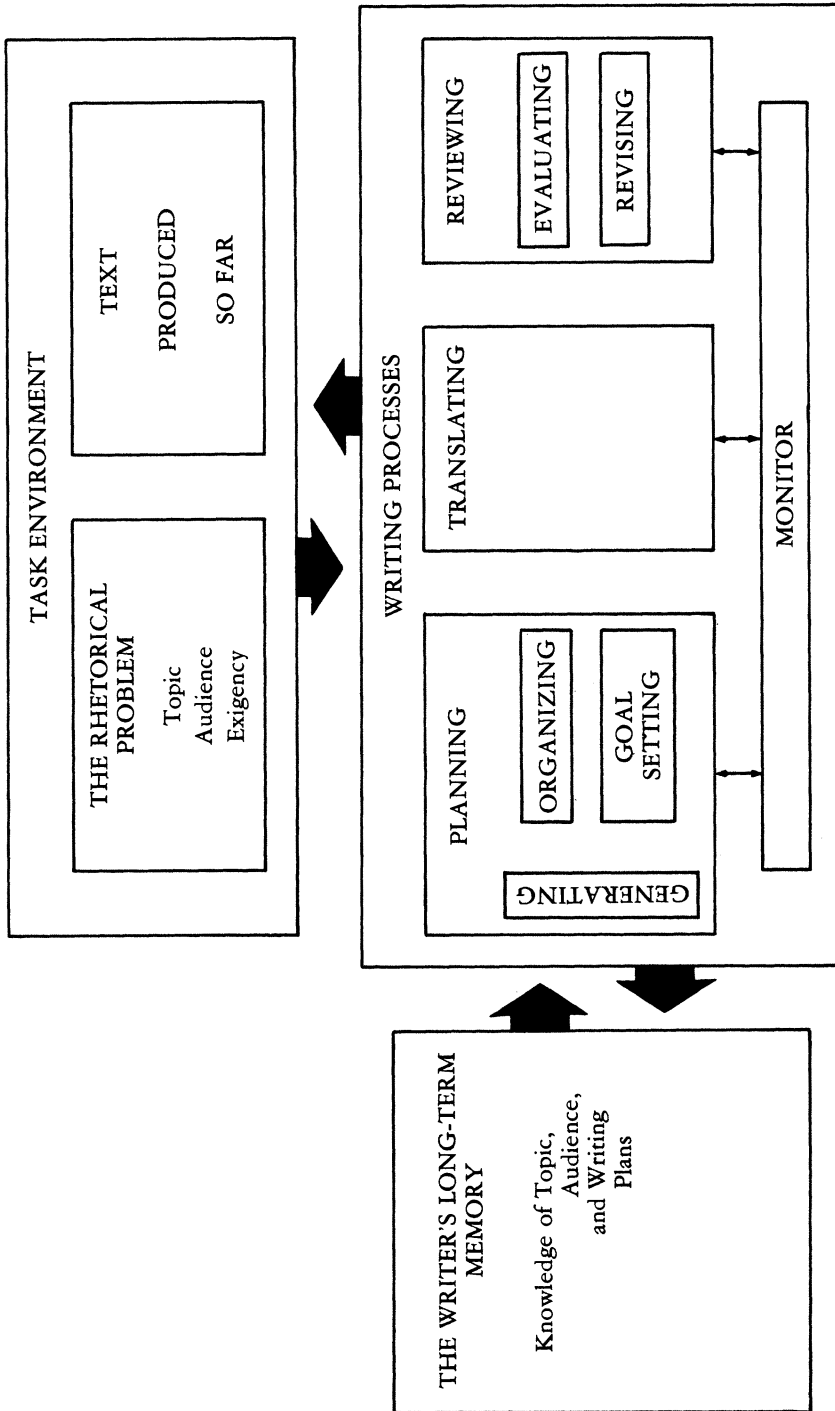 TASK ENVIRONMENT
THE RHETORICAL
PROBLEM
Topic
Audience
Exigency
TEXT
PRODUCED
SO FAR
THE WRITER'S LONG-TERM
MEMORY
Knowledge of Topic,
Audience,
and Writing
Plans
WRITING PROCESSES
PLANNING
GENERATING
ORGANIZING
GOAL
SETTING
TRANSLATING
REVIEWING
EVALUATING
REVISING
MONITOR